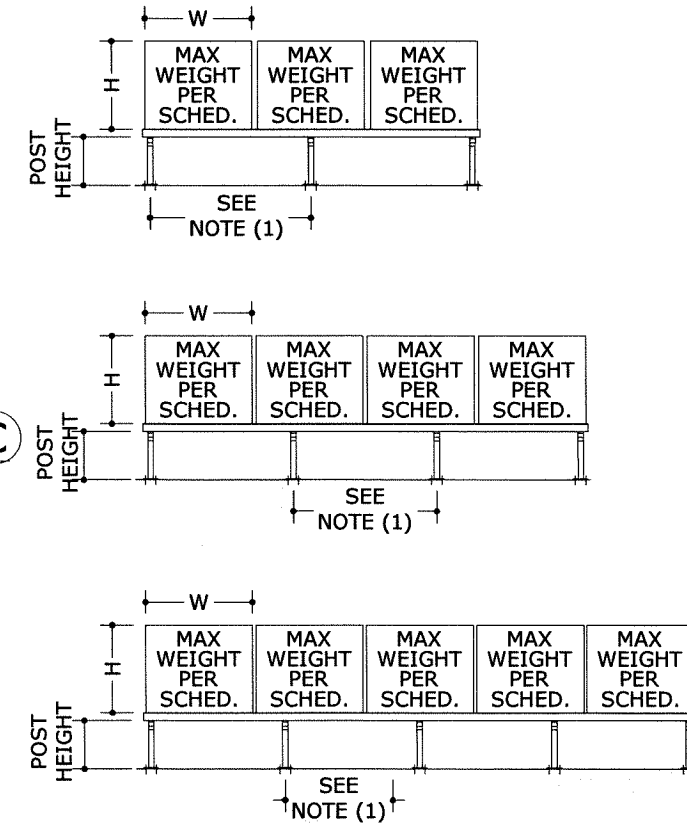 W
MAX MAX MAX
WEIGHT WEIGHT WEIGHT
PER PER PER
SCHED. SCHED. SCHED.
H
POST
HEIGHT
SEE
NOTE (1)
W
MAX MAX MAX MAX
WEIGHT WEIGHT WEIGHT WEIGHT
PER PER PER PER
SCHED. SCHED. SCHED. SCHED.
H
POST
HEIGHT
SEE
NOTE (1)
W
MAX MAX MAX MAX MAX
WEIGHT WEIGHT WEIGHT WEIGHT WEIGHT
PER PER PER PER PER
SCHED. SCHED. SCHED. SCHED. SCHED.
H
POST
HEIGHT
SEE
NOTE (1)